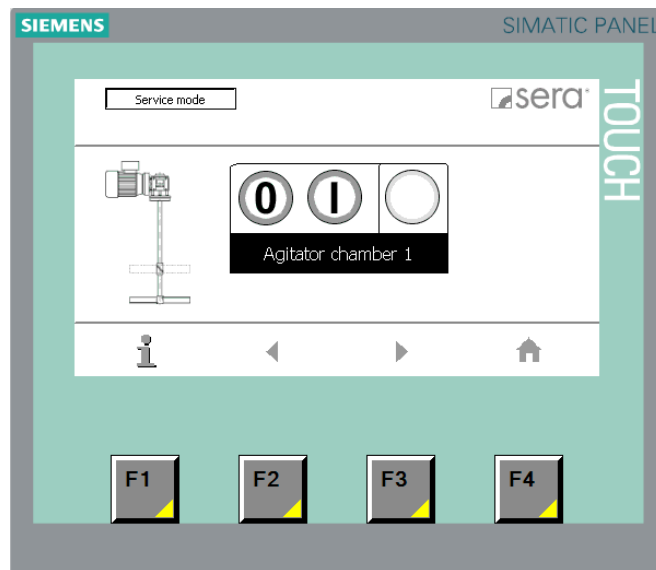 SIEMENS
SIMATIC PANEL
TOUCH
Service mode
sera
0 I
Agitator chamber 1
i
F1 F2 F3 F4